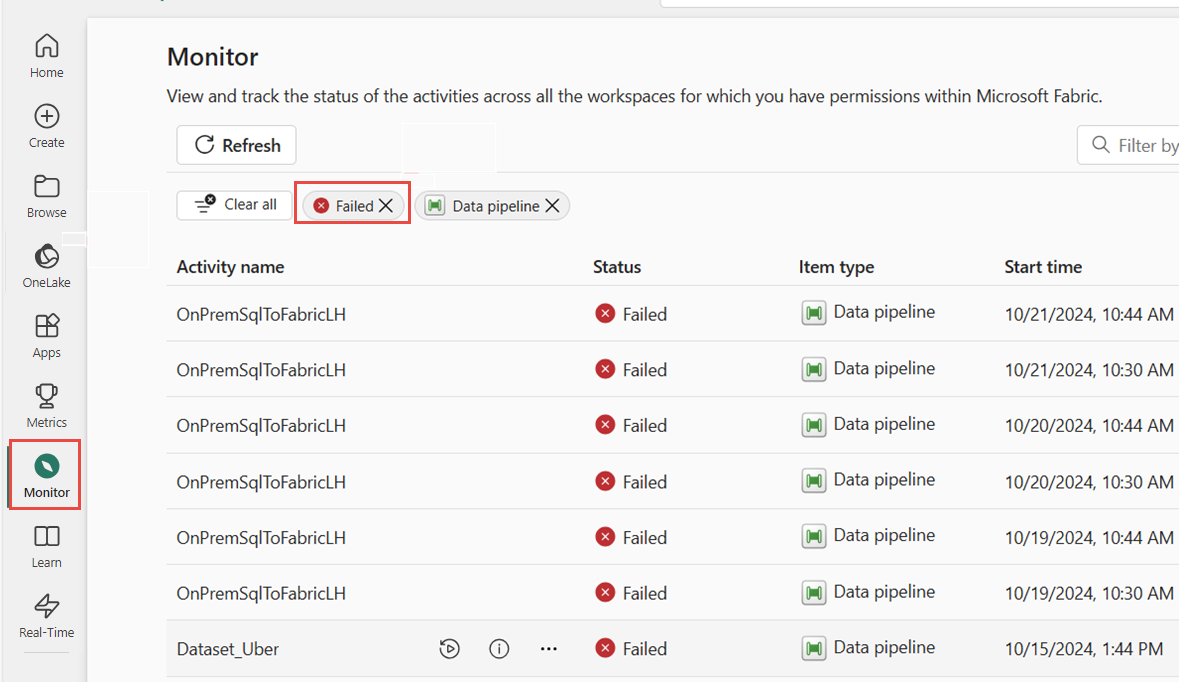 Home
Create
Browse
OneLake
Apps
Metrics
Monitor
Learn
Real-Time
Monitor
View and track the status of the activities across all the workspaces for which you have permissions within Microsoft Fabric.
Refresh
Filter by
Clear all Failed Data pipeline
Activity name Status Item type Start time
OnPremSqlToFabricLH Failed Data pipeline 10/21/2024, 10:44 AM
OnPremSqlToFabricLH Failed Data pipeline 10/21/2024, 10:30 AM
OnPremSqlToFabricLH Failed Data pipeline 10/20/2024, 10:44 AM
OnPremSqlToFabricLH Failed Data pipeline 10/20/2024, 10:30 AM
OnPremSqlToFabricLH Failed Data pipeline 10/19/2024, 10:44 AM
OnPremSqlToFabricLH Failed Data pipeline 10/19/2024, 10:30 AM
Dataset_Uber Failed Data pipeline 10/15/2024, 1:44 PM